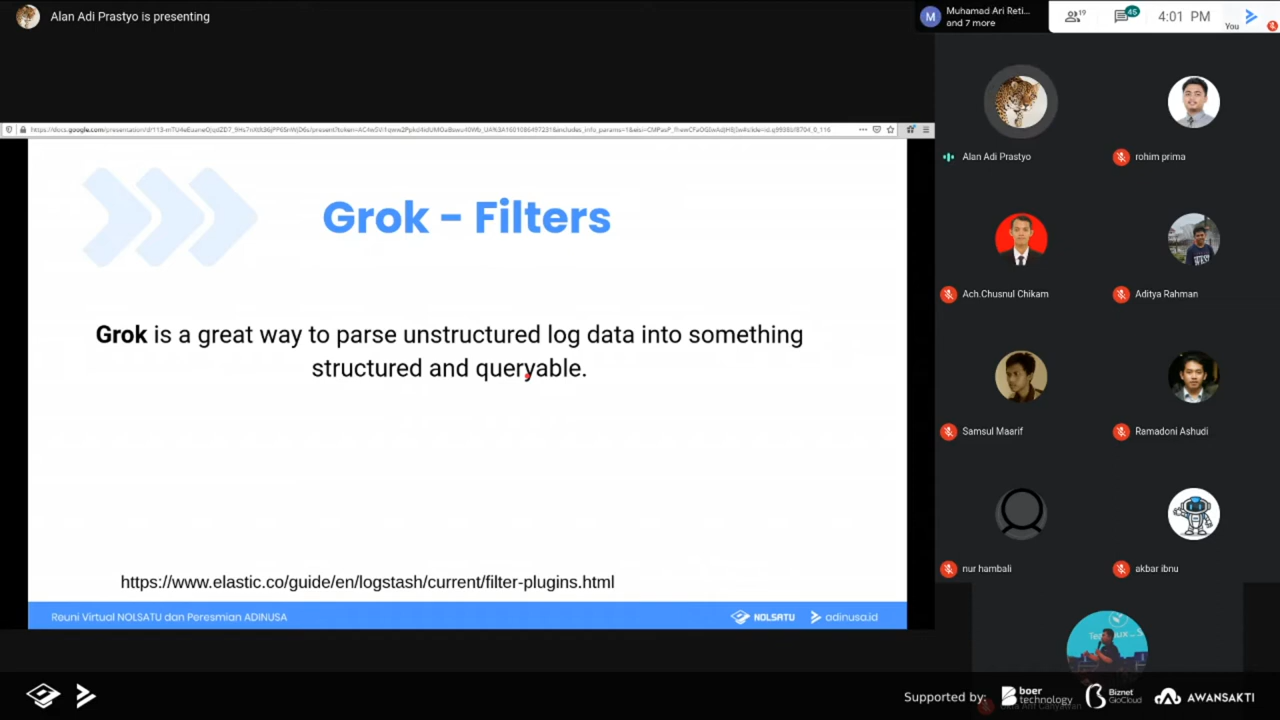 Alan Adi Prastyo is presenting
M
Muhamad Ari Reti...
and 7 more
19
45
4:01 PM
You
Grok - Filters
Grok is a great way to parse unstructured log data into something
structured and queryable.
https://www.elastic.co/guide/en/logstash/current/filter-plugins.html
Reuni Virtual NOLSATU dan Peresmian ADINUSA
NOLSATU
adinusa.id
Alan Adi Prastyo
rohim prima
Ach.Chusnul Chikam
Aditya Rahman
Samsul Maarif
Ramadoni Ashudi
nur hambali
akbar ibnu
Supported by:
boer
technology
Biznet
GioCloud
AWANSAKTI